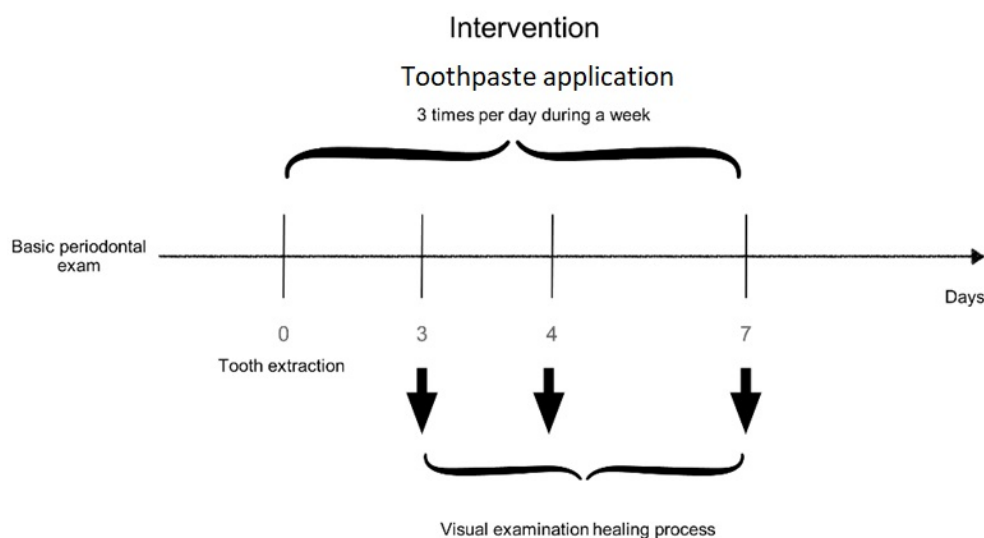 Intervention
Toothpaste application
3 times per day during a week
Basic periodontal
exam
Days
0 3 4 7
Tooth extraction
Visual examination healing process